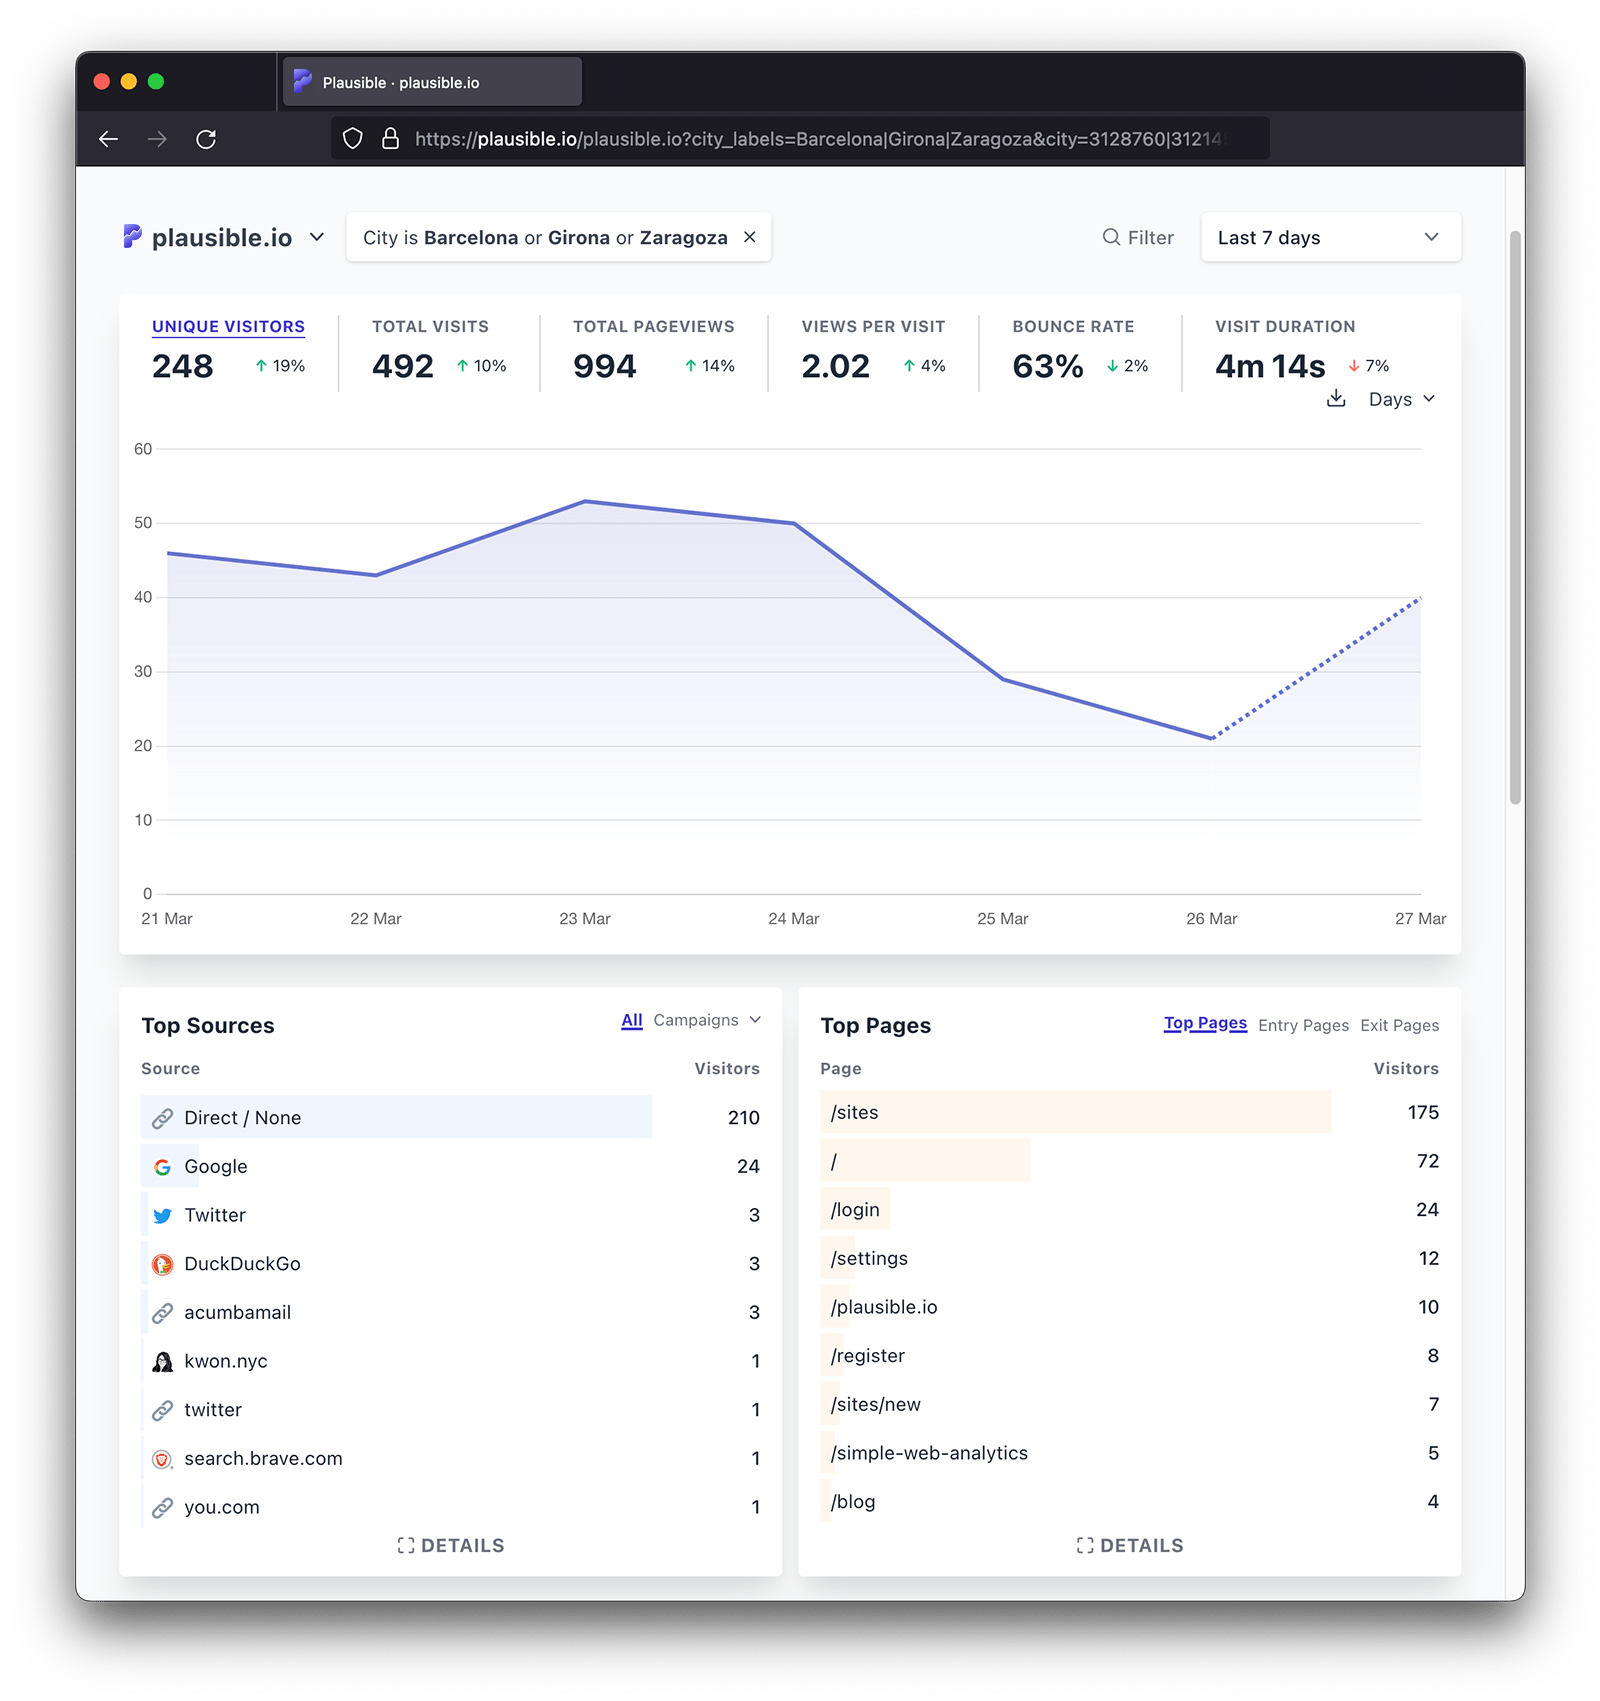 Plausible · plausible.io
https://plausible.io/plausible.io?city_labels=Barcelona|Girona|Zaragoza&city=3128760|3121
plausible.io
City is Barcelona or Girona or Zaragoza
Filter
Last 7 days
UNIQUE VISITORS TOTAL VISITS TOTAL PAGEVIEWS VIEWS PER VISIT BOUNCE RATE VISIT DURATION
248 ↑ 19% 492 ↑ 10% 994 ↑ 14% 2.02 ↑ 4% 63% ↓ 2% 4m 14s ↓ 7%
Days
60
50
40
30
20
10
0
21 Mar 22 Mar 23 Mar 24 Mar 25 Mar 26 Mar 27 Mar
Top Sources All Campaigns
Source Visitors
Direct / None 210
Google 24
Twitter 3
DuckDuckGo 3
acumbamail 3
kwon.nyc 1
twitter 1
search.brave.com 1
you.com 1
DETAILS
Top Pages Top Pages Entry Pages Exit Pages
Page Visitors
/sites 175
/ 72
/login 24
/settings 12
/plausible.io 10
/register 8
/sites/new 7
/simple-web-analytics 5
/blog 4
DETAILS